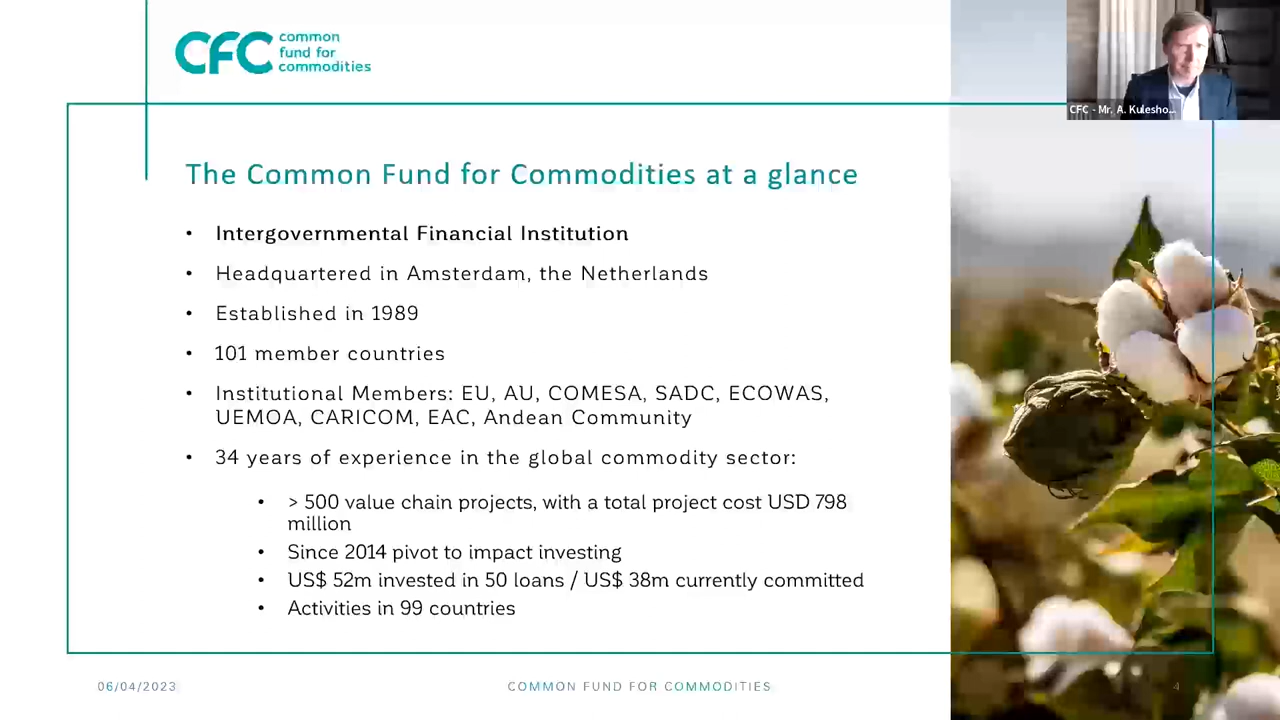 CFC common
fund for
commodities
CFC - Mr. A. Kulesho...
The Common Fund for Commodities at a glance
• Intergovernmental Financial Institution
• Headquartered in Amsterdam, the Netherlands
• Established in 1989
• 101 member countries
• Institutional Members: EU, AU, COMESA, SADC, ECOWAS,
UEMOA, CARICOM, EAC, Andean Community
• 34 years of experience in the global commodity sector:
• > 500 value chain projects, with a total project cost USD 798
million
• Since 2014 pivot to impact investing
• US$ 52m invested in 50 loans / US$ 38m currently committed
• Activities in 99 countries
06/04/2023
COMMON FUND FOR COMMODITIES
4